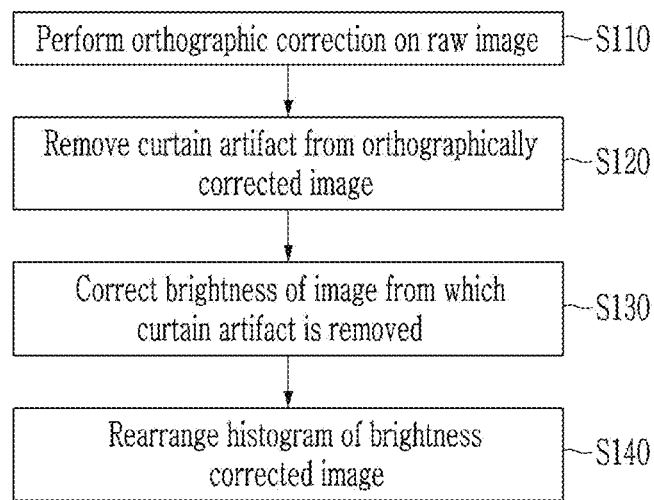 Perform orthographic correction on raw image
S110
Remove curtain artifact from orthographically
corrected image
S120
Correct brightness of image from which
curtain artifact is removed
S130
Rearrange histogram of brightness
corrected image
S140